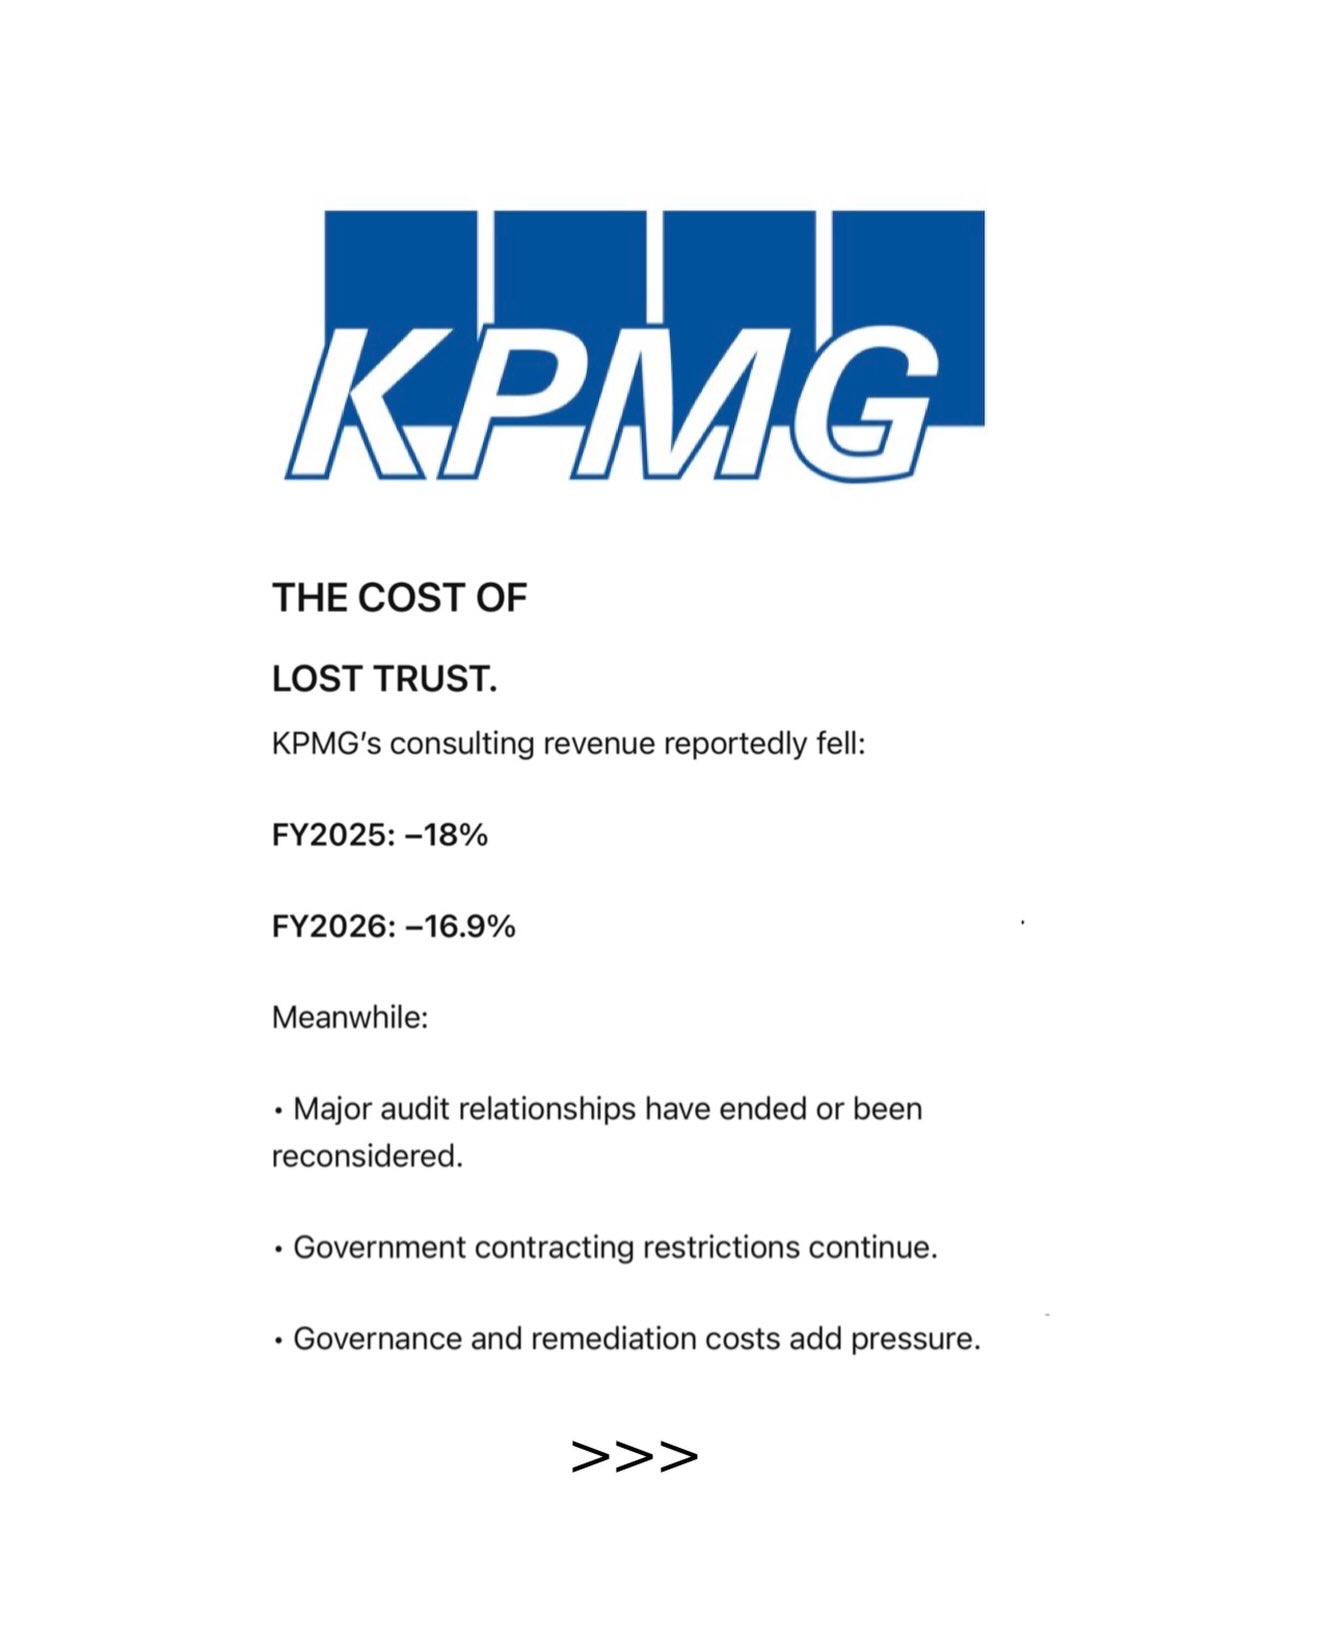 KPMG
THE COST OF
LOST TRUST.
KPMG’s consulting revenue reportedly fell:
FY2025: –18%
FY2026: –16.9%
Meanwhile:
• Major audit relationships have ended or been
reconsidered.
• Government contracting restrictions continue.
• Governance and remediation costs add pressure.
>>>